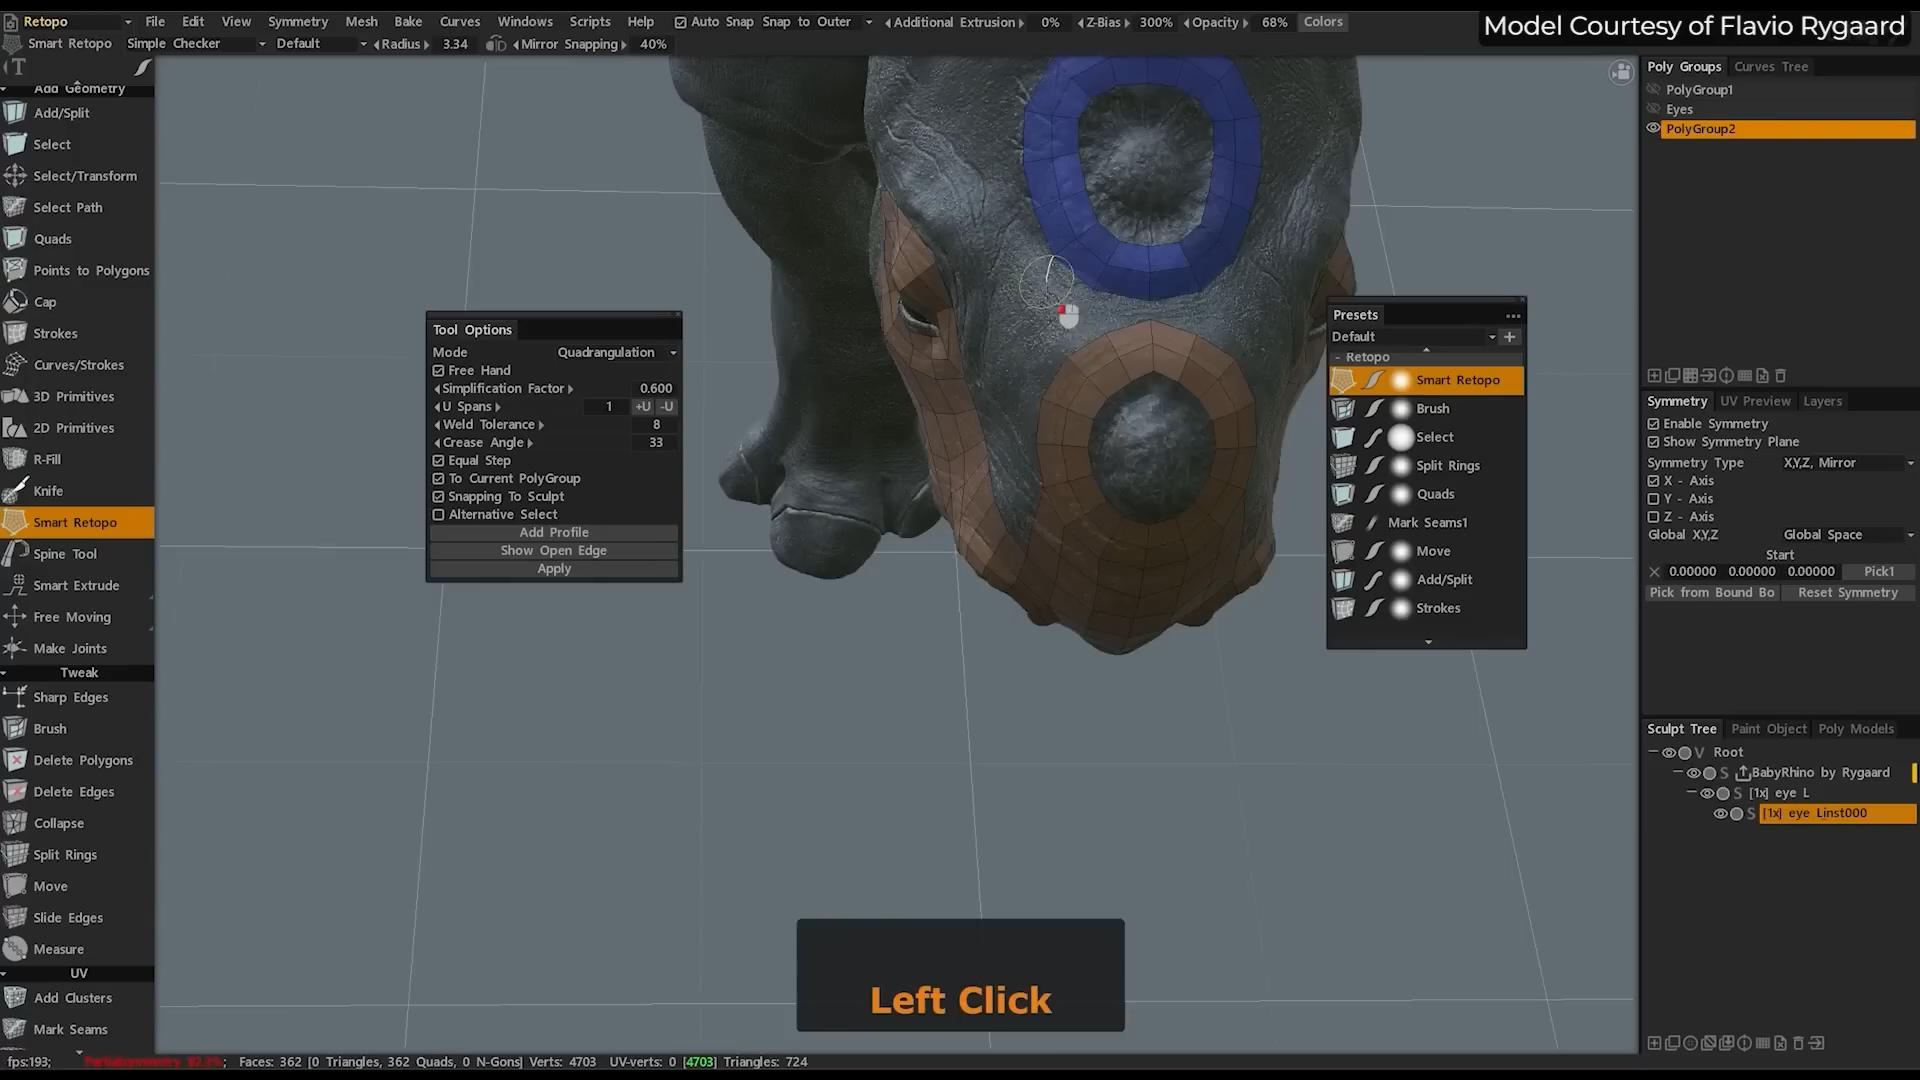 Retopo File Edit View Symmetry Mesh Bake Curves Windows Scripts Help Auto Snap Snap to Outer Additional Extrusion 0% Z-Bias 300% Opacity 68% Colors
Model Courtesy of Flavio Rygaard
Smart Retopo Simple Checker Default Radius 3.34 Mirror Snapping 40%
T
Add Geometry
Add/Split
Select
Select/Transform
Select Path
Quads
Points to Polygons
Cap
Strokes
Curves/Strokes
3D Primitives
2D Primitives
R-Fill
Knife
Smart Retopo
Spine Tool
Smart Extrude
Free Moving
Make Joints
Tweak
Sharp Edges
Brush
Delete Polygons
Delete Edges
Collapse
Split Rings
Move
Slide Edges
Measure
UV
Add Clusters
Mark Seams
Tool Options
Mode Quadrangulation
Free Hand
Simplification Factor 0.600
U Spans 1 +U -U
Weld Tolerance 8
Crease Angle 33
Equal Step
To Current PolyGroup
Snapping To Sculpt
Alternative Select
Add Profile
Show Open Edge
Apply
Presets
Default +
- Retopo
Smart Retopo
Brush
Select
Split Rings
Quads
Mark Seams1
Move
Add/Split
Strokes
Poly Groups Curves Tree
PolyGroup1
Eyes
PolyGroup2
Symmetry UV Preview Layers
Enable Symmetry
Show Symmetry Plane
Symmetry Type X,Y,Z, Mirror
X - Axis
Y - Axis
Z - Axis
Global X,Y,Z Global Space
Start
0.00000 0.00000 0.00000 Pick1
Pick from Bound Bo Reset Symmetry
Sculpt Tree Paint Object Poly Models
V Root
S BabyRhino by Rygaard
S [1x] eye L
S [1x] eye Linst000
Left Click
fps:193; Faces: 362 [0 Triangles, 362 Quads, 0 N-Gons] Verts: 4703 UV-verts: 0 [4703] Triangles: 724